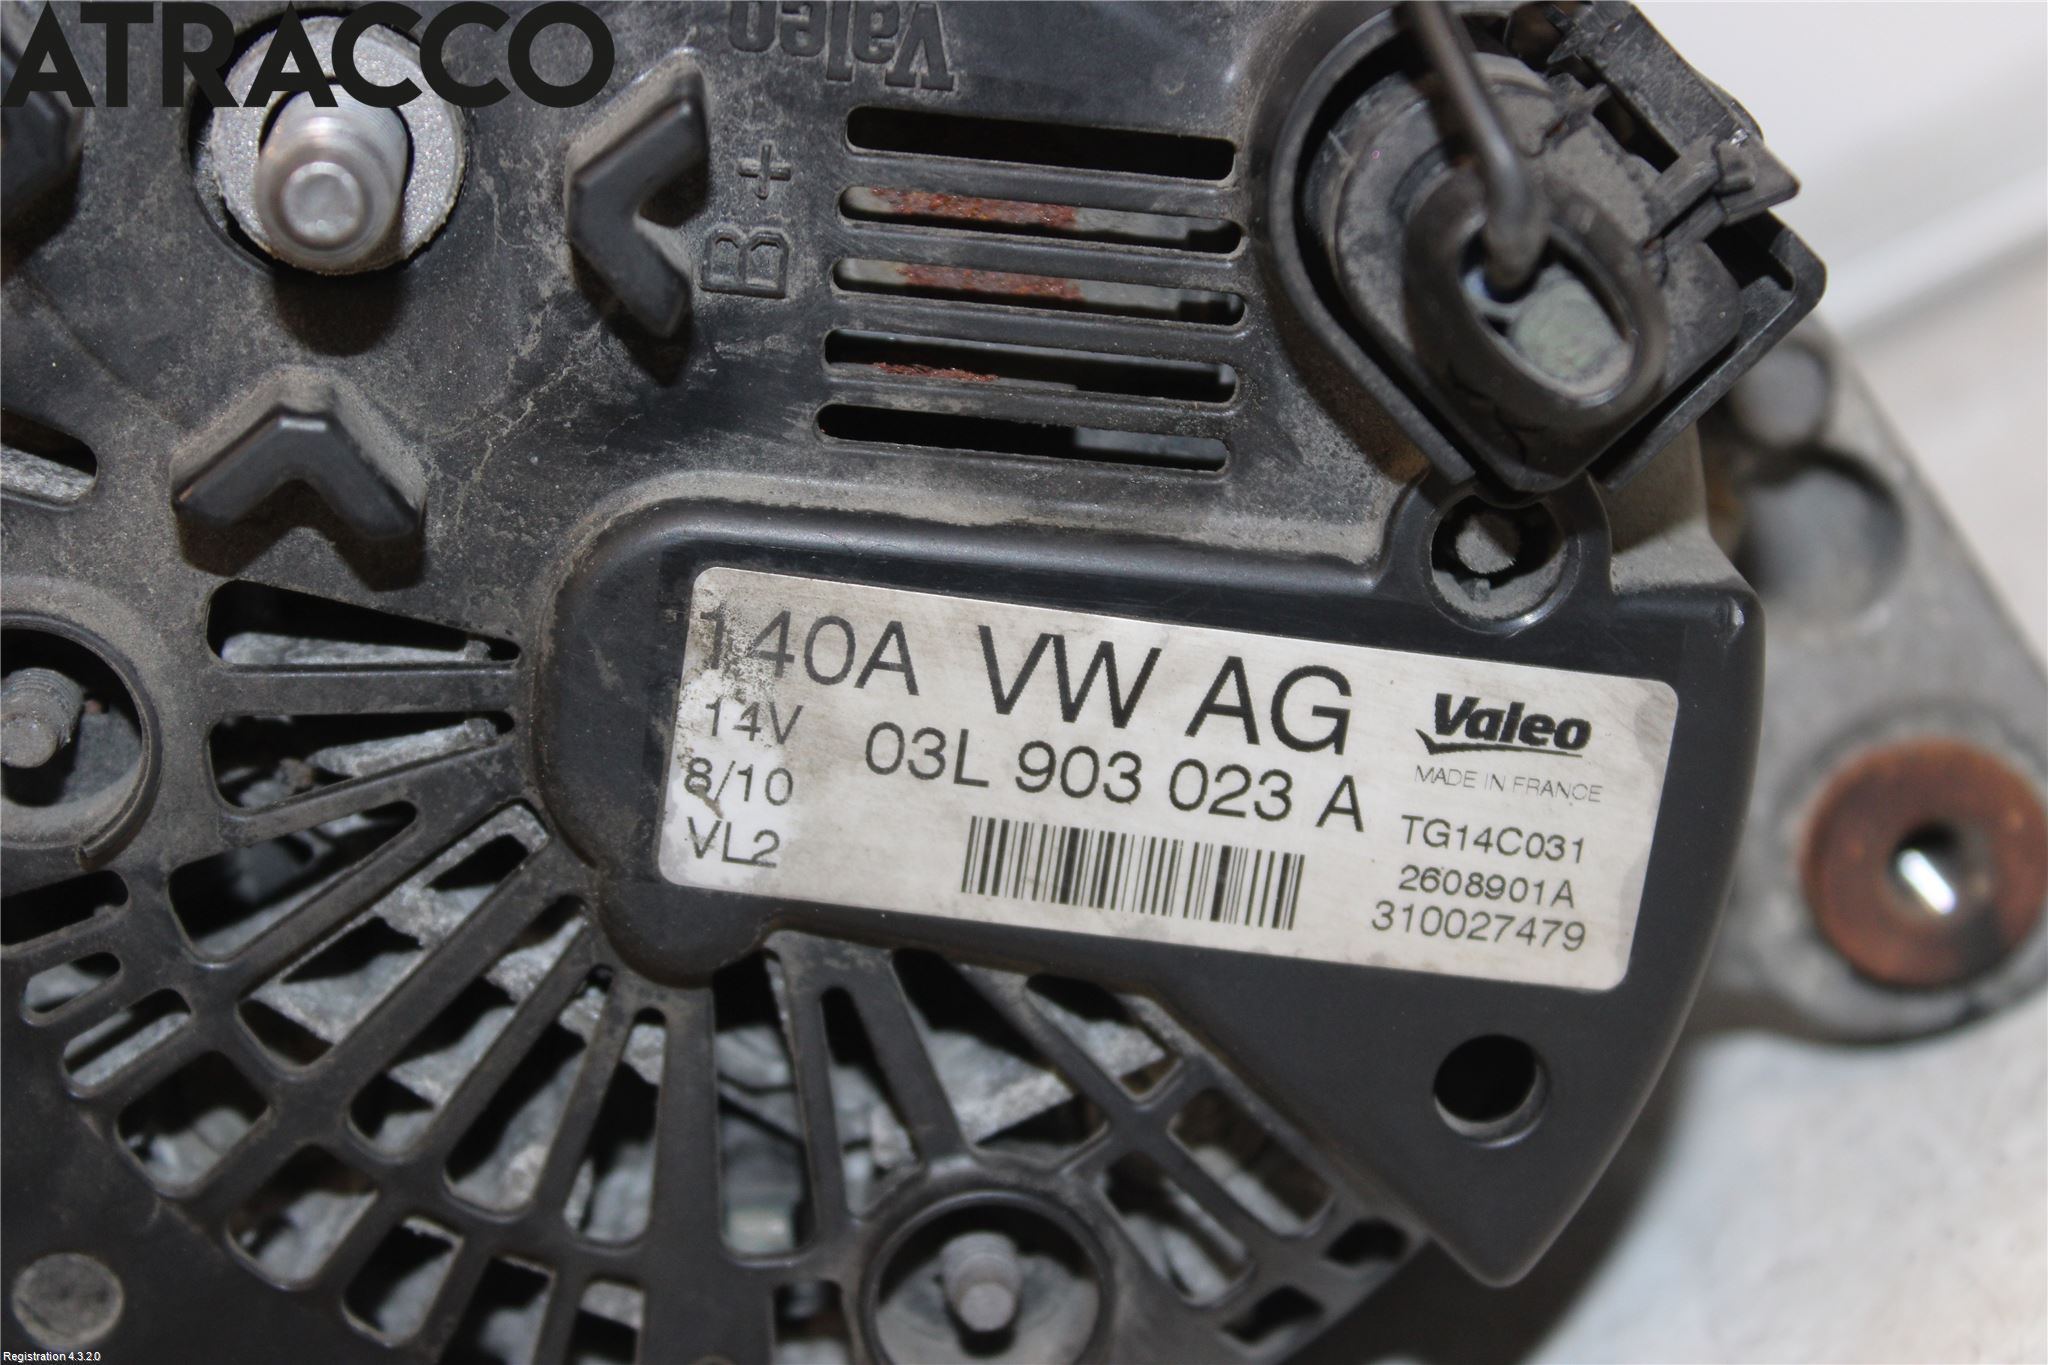 ATRACCO
Valeo
B+
140A VW AG
14V 03L 903 023 A
8/10
VL2
Valeo
MADE IN FRANCE
TG14C031
2608901A
310027479
Registration 4.3.2.0